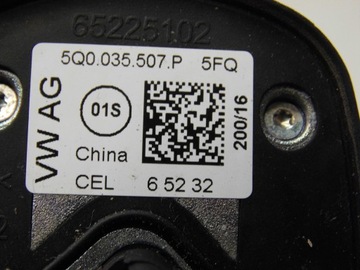 65225102
5Q0.035.507.P 5FQ
VW AG
01S
200/16
China
CEL 6 52 32